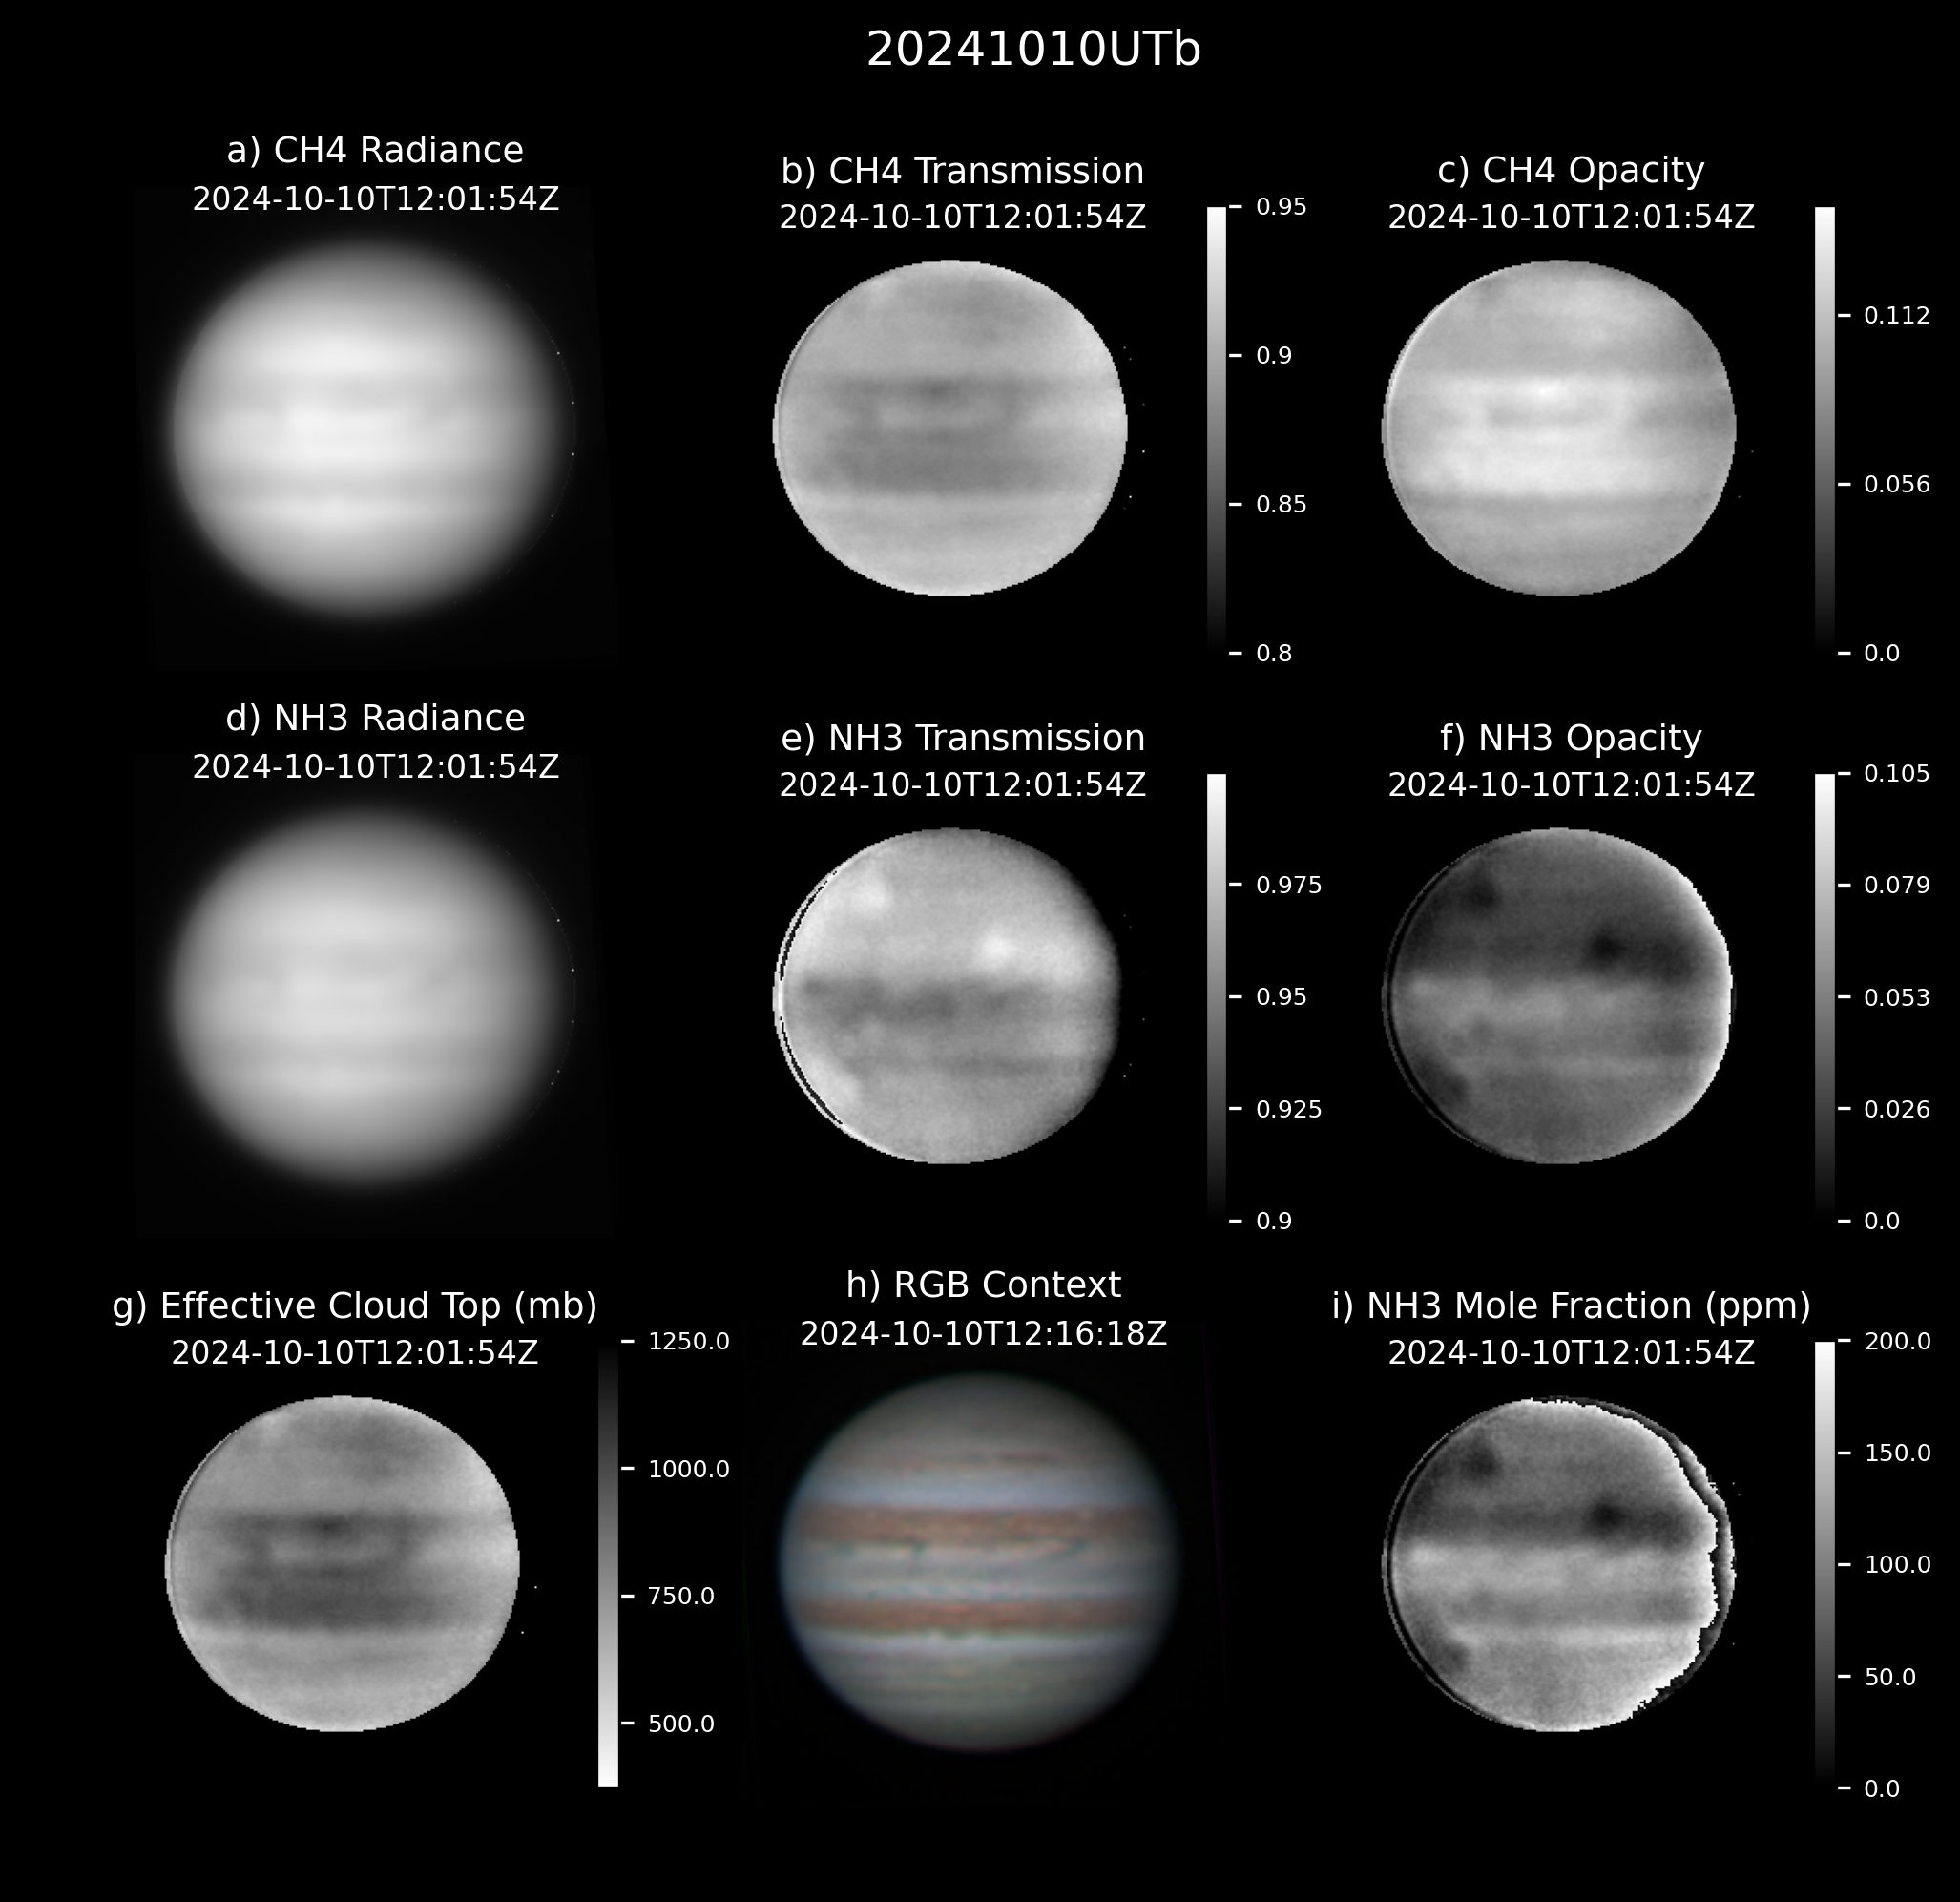 20241010UTb
a) CH4 Radiance
2024-10-10T12:01:54Z
b) CH4 Transmission
2024-10-10T12:01:54Z
0.95
0.9
0.85
0.8
c) CH4 Opacity
2024-10-10T12:01:54Z
0.112
0.056
0.0
d) NH3 Radiance
2024-10-10T12:01:54Z
e) NH3 Transmission
2024-10-10T12:01:54Z
0.975
0.95
0.925
0.9
f) NH3 Opacity
2024-10-10T12:01:54Z
0.105
0.079
0.053
0.026
0.0
g) Effective Cloud Top (mb)
2024-10-10T12:01:54Z
1250.0
1000.0
750.0
500.0
h) RGB Context
2024-10-10T12:16:18Z
i) NH3 Mole Fraction (ppm)
2024-10-10T12:01:54Z
200.0
150.0
100.0
50.0
0.0